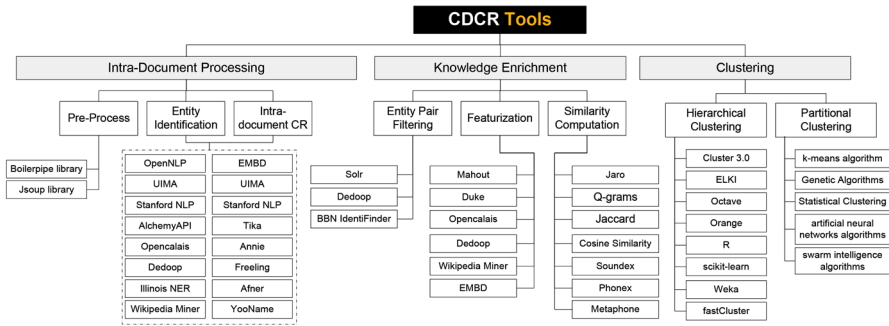 CDCR Tools
Intra-Document Processing
Knowledge Enrichment
Clustering
Pre-Process
Entity
Identification
Intra-
document CR
Entity Pair
Filtering
Featurization
Similarity
Computation
Hierarchical
Clustering
Partitional
Clustering
Boilerpipe library
Jsoup library
OpenNLP
UIMA
Stanford NLP
AlchemyAPI
Opencalais
Dedoop
Illinois NER
Wikipedia Miner
EMBD
UIMA
Stanford NLP
Tika
Annie
Freeling
Afner
YooName
Solr
Dedoop
BBN IdentiFinder
Mahout
Duke
Opencalais
Dedoop
Wikipedia Miner
EMBD
Jaro
Q-grams
Jaccard
Cosine Similarity
Soundex
Phonex
Metaphone
Cluster 3.0
ELKI
Octave
Orange
R
scikit-learn
Weka
fastCluster
k-means algorithm
Genetic Algorithms
Statistical Clustering
artificial neural
networks algorithms
swarm intelligence
algorithms